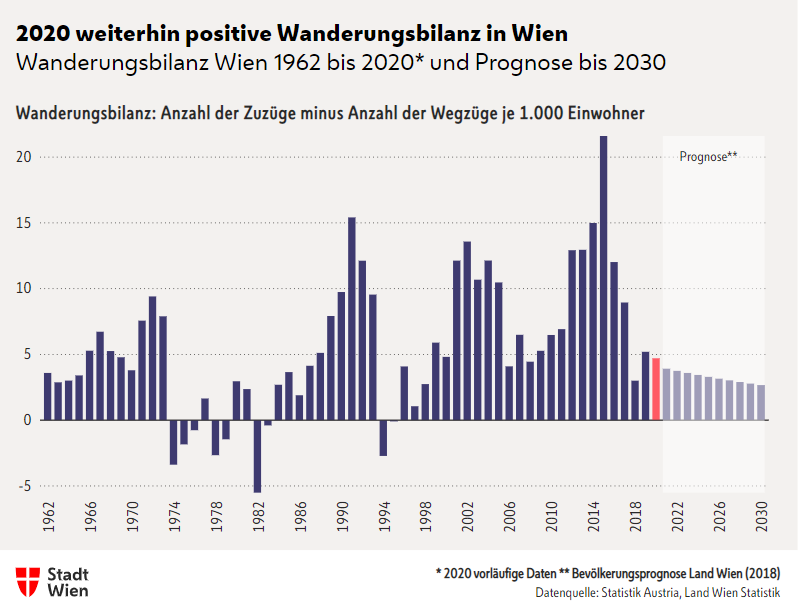 2020 weiterhin positive Wanderungsbilanz in Wien
Wanderungsbilanz Wien 1962 bis 2020* und Prognose bis 2030
Wanderungsbilanz: Anzahl der Zuzüge minus Anzahl der Wegzüge je 1.000 Einwohner
Prognose**
20
15
10
5
0
-5
1962 1966 1970 1974 1978 1982 1986 1990 1994 1998 2002 2006 2010 2014 2018 2022 2026 2030
Stadt
Wien
* 2020 vorläufige Daten ** Bevölkerungsprognose Land Wien (2018)
Datenquelle: Statistik Austria, Land Wien Statistik